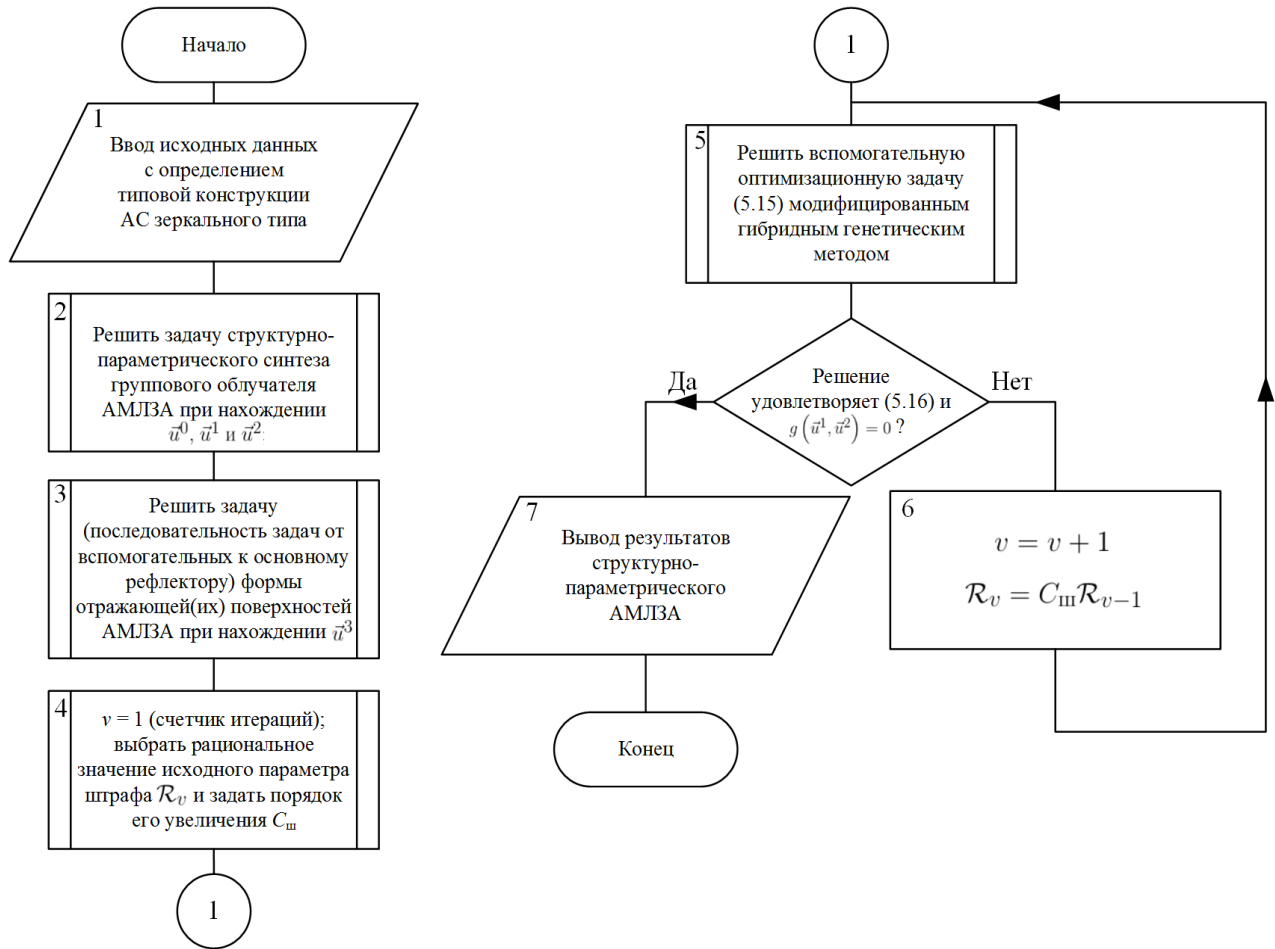 Начало
1
Ввод исходных данных
с определением
типовой конструкции
АС зеркального типа
2
Решить задачу структурно-
параметрического синтеза
группового облучателя
АМЛЗА при нахождении
u⃗⁰, u⃗¹ и u⃗²:
3
Решить задачу
(последовательность задач от
вспомогательных к основному
рефлектору) формы
отражающей(их) поверхностей
АМЛЗА при нахождении u⃗³
4
v = 1 (счетчик итераций);
выбрать рациональное
значение исходного параметра
штрафа ℛᵥ и задать порядок
его увеличения Cш
1
1
5
Решить вспомогательную
оптимизационную задачу
(5.15) модифицированным
гибридным генетическим
методом
Да
Решение
удовлетворяет (5.16) и
g (u⃗¹, u⃗²) = 0 ?
Нет
6
v = v + 1
ℛᵥ = Cшℛᵥ₋₁
7
Вывод результатов
структурно-
параметрического
АМЛЗА
Конец